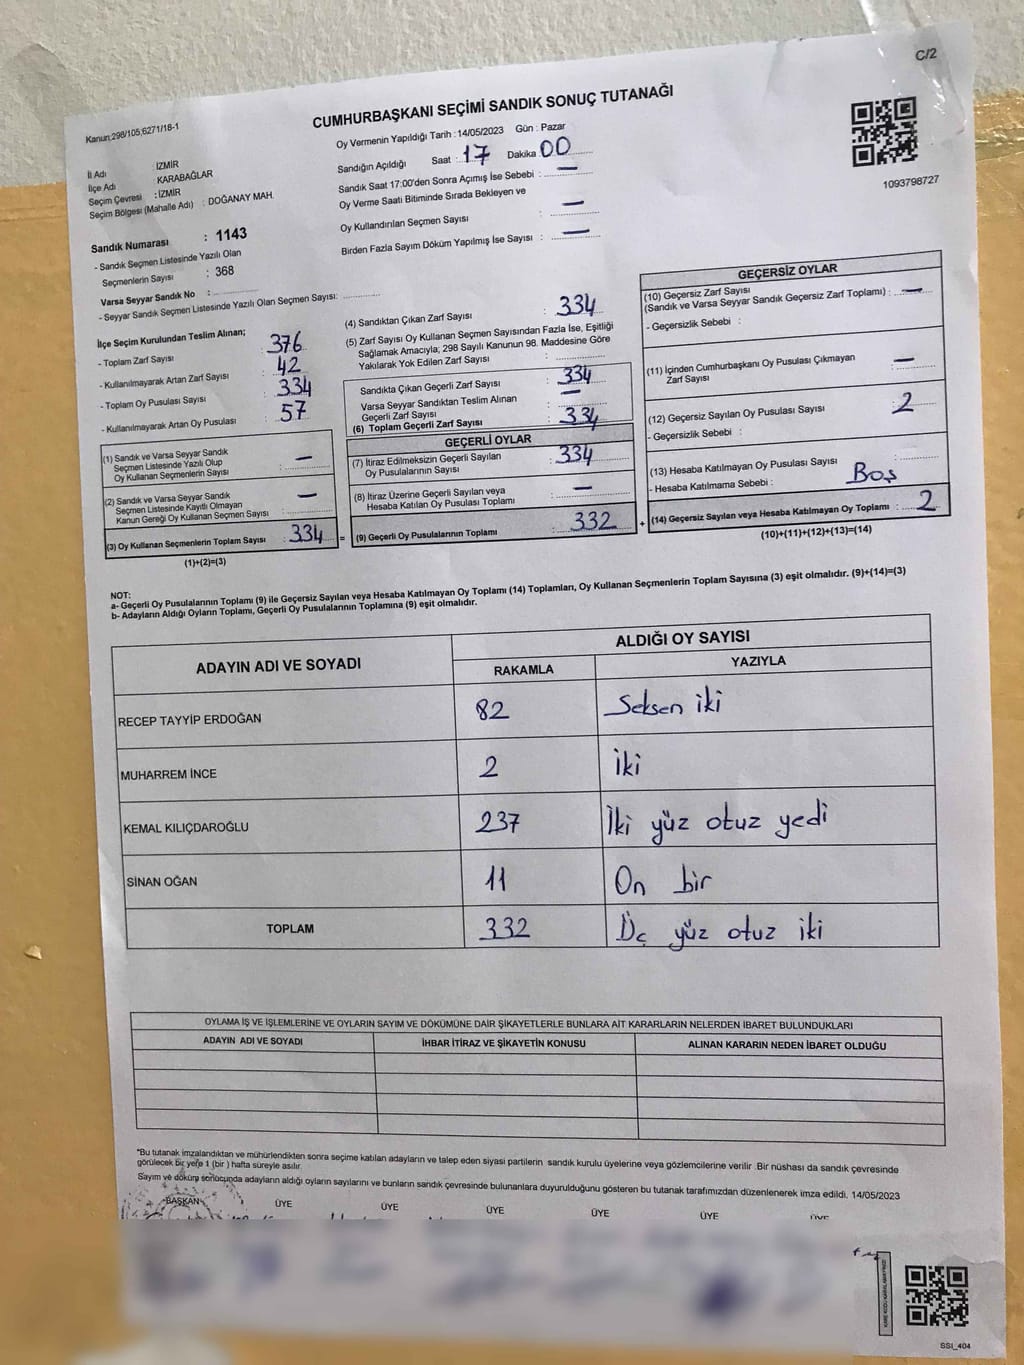 C/2
Kanun;298/105;6271/18-1
CUMHURBAŞKANI SEÇİMİ SANDIK SONUÇ TUTANAĞI
Oy Vermenin Yapıldığı Tarih : 14/05/2023 Gün : Pazar
1093798727
İl Adı : İZMİR
İlçe Adı : KARABAĞLAR
Seçim Çevresi : İZMİR
Seçim Bölgesi (Mahalle Adı) : DOĞANAY MAH.
Sandığın Açıldığı Saat : 17 Dakika 00
Sandık Saat 17:00'den Sonra Açımış İse Sebebi : —
Oy Verme Saati Bitiminde Sırada Bekleyen ve
Oy Kullandırılan Seçmen Sayısı : —
Birden Fazla Sayım Döküm Yapılmış İse Sayısı : —
Sandık Numarası : 1143
- Sandık Seçmen Listesinde Yazılı Olan
Seçmenlerin Sayısı : 368
Varsa Seyyar Sandık No :
- Seyyar Sandık Seçmen Listesinde Yazılı Olan Seçmen Sayısı:
İlçe Seçim Kurulundan Teslim Alınan;
- Toplam Zarf Sayısı : 376
- Kullanılmayarak Artan Zarf Sayısı : 42
- Toplam Oy Pusulası Sayısı : 334
- Kullanılmayarak Artan Oy Pusulası : 57
(1) Sandık ve Varsa Seyyar Sandık
Seçmen Listesinde Yazılı Olup
Oy Kullanan Seçmenlerin Sayısı : —
(2) Sandık ve Varsa Seyyar Sandık
Seçmen Listesinde Kayıtlı Olmayan
Kanun Gereği Oy Kullanan Seçmen Sayısı : —
(3) Oy Kullanan Seçmenlerin Toplam Sayısı : 334 =
(1)+(2)=(3)
(4) Sandıktan Çıkan Zarf Sayısı : 334
(5) Zarf Sayısı Oy Kullanan Seçmen Sayısından Fazla İse, Eşitliği
Sağlamak Amacıyla; 298 Sayılı Kanunun 98. Maddesine Göre
Yakılarak Yok Edilen Zarf Sayısı :
Sandıkta Çıkan Geçerli Zarf Sayısı : 334
Varsa Seyyar Sandıktan Teslim Alınan
Geçerli Zarf Sayısı : —
(6) Toplam Geçerli Zarf Sayısı : 334
GEÇERLİ OYLAR
(7) İtiraz Edilmeksizin Geçerli Sayılan
Oy Pusulalarının Sayısı : 334
(8) İtiraz Üzerine Geçerli Sayılan veya
Hesaba Katılan Oy Pusulası Toplamı : —
(9) Geçerli Oy Pusulalarının Toplamı : 332 +
GEÇERSİZ OYLAR
(10) Geçersiz Zarf Sayısı
(Sandık ve Varsa Seyyar Sandık Geçersiz Zarf Toplamı) : —
- Geçersizlik Sebebi :
(11) İçinden Cumhurbaşkanı Oy Pusulası Çıkmayan
Zarf Sayısı : —
(12) Geçersiz Sayılan Oy Pusulası Sayısı : 2
- Geçersizlik Sebebi :
(13) Hesaba Katılmayan Oy Pusulası Sayısı :
- Hesaba Katılmama Sebebi : Boş
(14) Geçersiz Sayılan veya Hesaba Katılmayan Oy Toplamı : 2
(10)+(11)+(12)+(13)=(14)
NOT:
a- Geçerli Oy Pusulalarının Toplamı (9) ile Geçersiz Sayılan veya Hesaba Katılmayan Oy Toplamı (14) Toplamları, Oy Kullanan Seçmenlerin Toplam Sayısına (3) eşit olmalıdır. (9)+(14)=(3)
b- Adayların Aldığı Oyların Toplamı, Geçerli Oy Pusulalarının Toplamına (9) eşit olmalıdır.
ADAYIN ADI VE SOYADI
ALDIĞI OY SAYISI
RAKAMLA YAZIYLA
RECEP TAYYİP ERDOĞAN 82 Seksen iki
MUHARREM İNCE 2 İki
KEMAL KILIÇDAROĞLU 237 İki yüz otuz yedi
SİNAN OĞAN 11 On bir
TOPLAM 332 Üç yüz otuz iki
OYLAMA İŞ VE İŞLEMLERİNE VE OYLARIN SAYIM VE DÖKÜMÜNE DAİR ŞİKAYETLERLE BUNLARA AİT KARARLARIN NELERDEN İBARET BULUNDUKLARI
ADAYIN ADI VE SOYADI İHBAR İTİRAZ VE ŞİKAYETİN KONUSU ALINAN KARARIN NEDEN İBARET OLDUĞU
*Bu tutanak imzalandıktan ve mühürlendikten sonra seçime katılan adayların ve talep eden siyasi partilerin sandık kurulu üyelerine veya gözlemcilerine verilir .Bir nüshası da sandık çevresinde
görülecek bir yere 1 (bir ) hafta süreyle asılır.
Sayım ve döküm sonucunda adayların aldığı oyların sayılarını ve bunların sandık çevresinde bulunanlara duyurulduğunu gösteren bu tutanak tarafımızdan düzenlenerek imza edildi. 14/05/2023
BAŞKAN ÜYE ÜYE ÜYE ÜYE ÜYE ÜYE
SSI_404